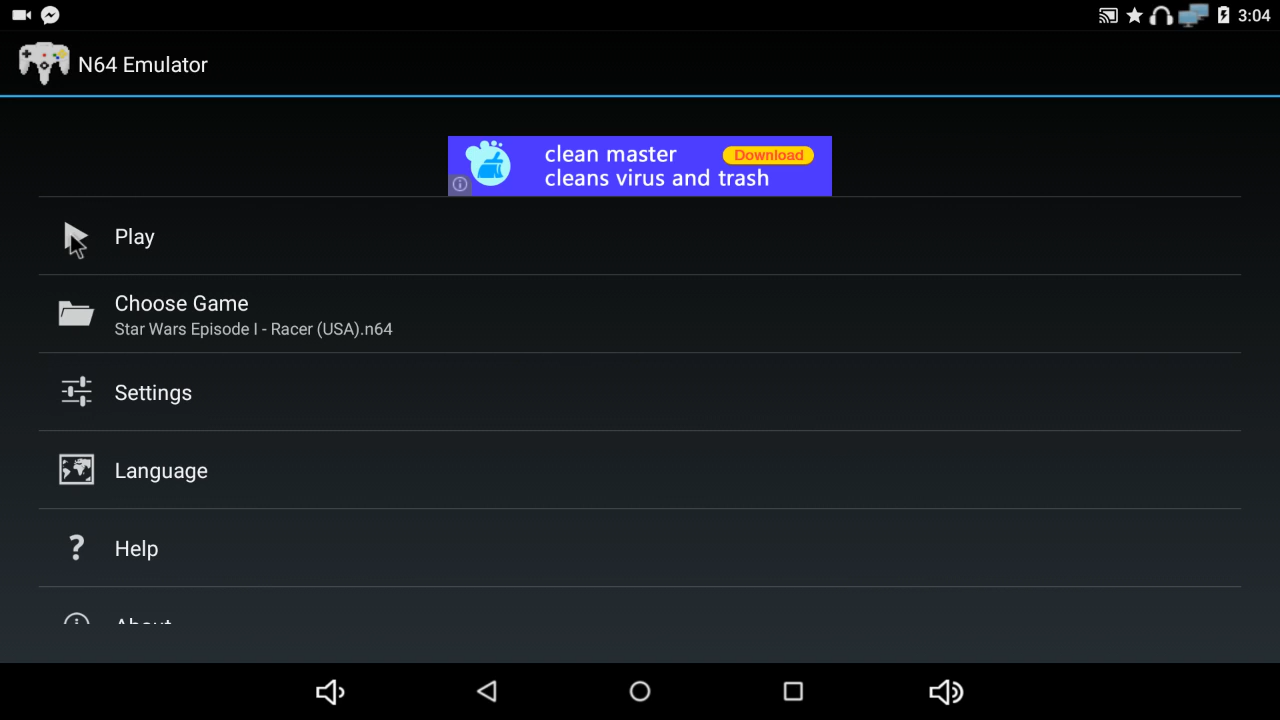 3:04
N64 Emulator
clean master
Download
cleans virus and trash
Play
Choose Game
Star Wars Episode I - Racer (USA).n64
Settings
Language
Help
About